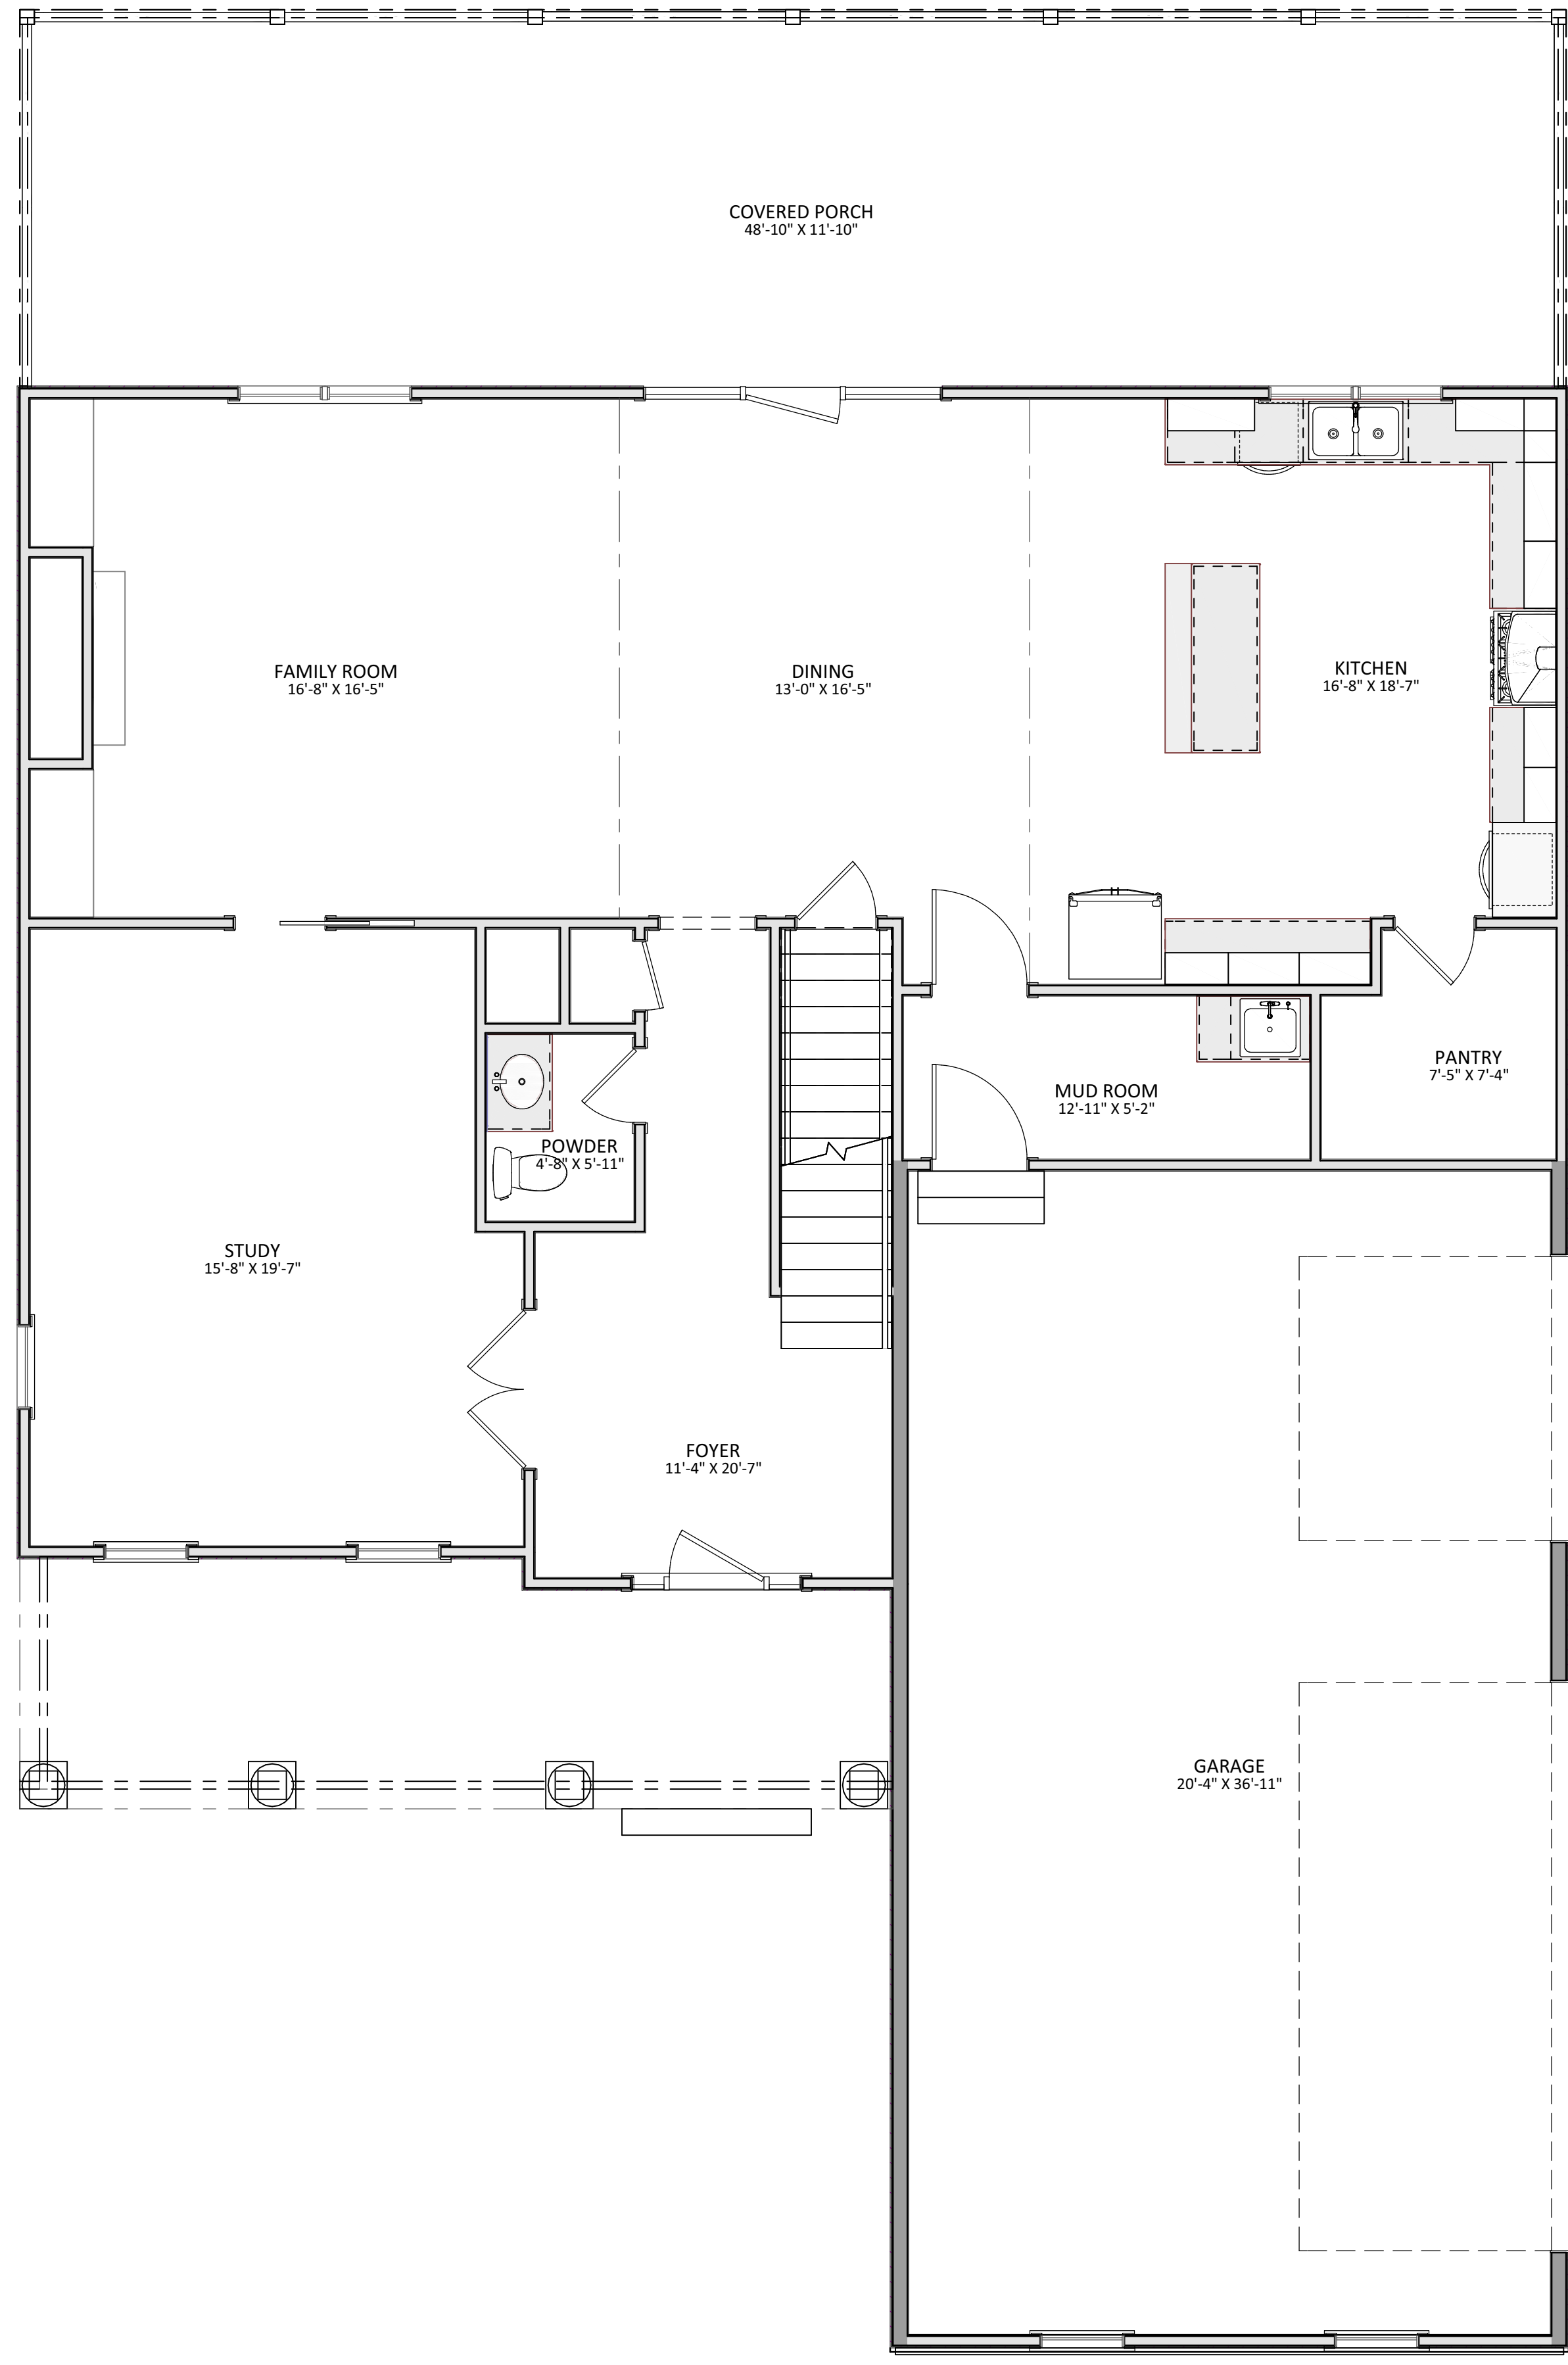 COVERED PORCH
48'-10" X 11'-10"
FAMILY ROOM
16'-8" X 16'-5"
DINING
13'-0" X 16'-5"
KITCHEN
16'-8" X 18'-7"
PANTRY
7'-5" X 7'-4"
MUD ROOM
12'-11" X 5'-2"
POWDER
4'-8" X 5'-11"
STUDY
15'-8" X 19'-7"
FOYER
11'-4" X 20'-7"
GARAGE
20'-4" X 36'-11"